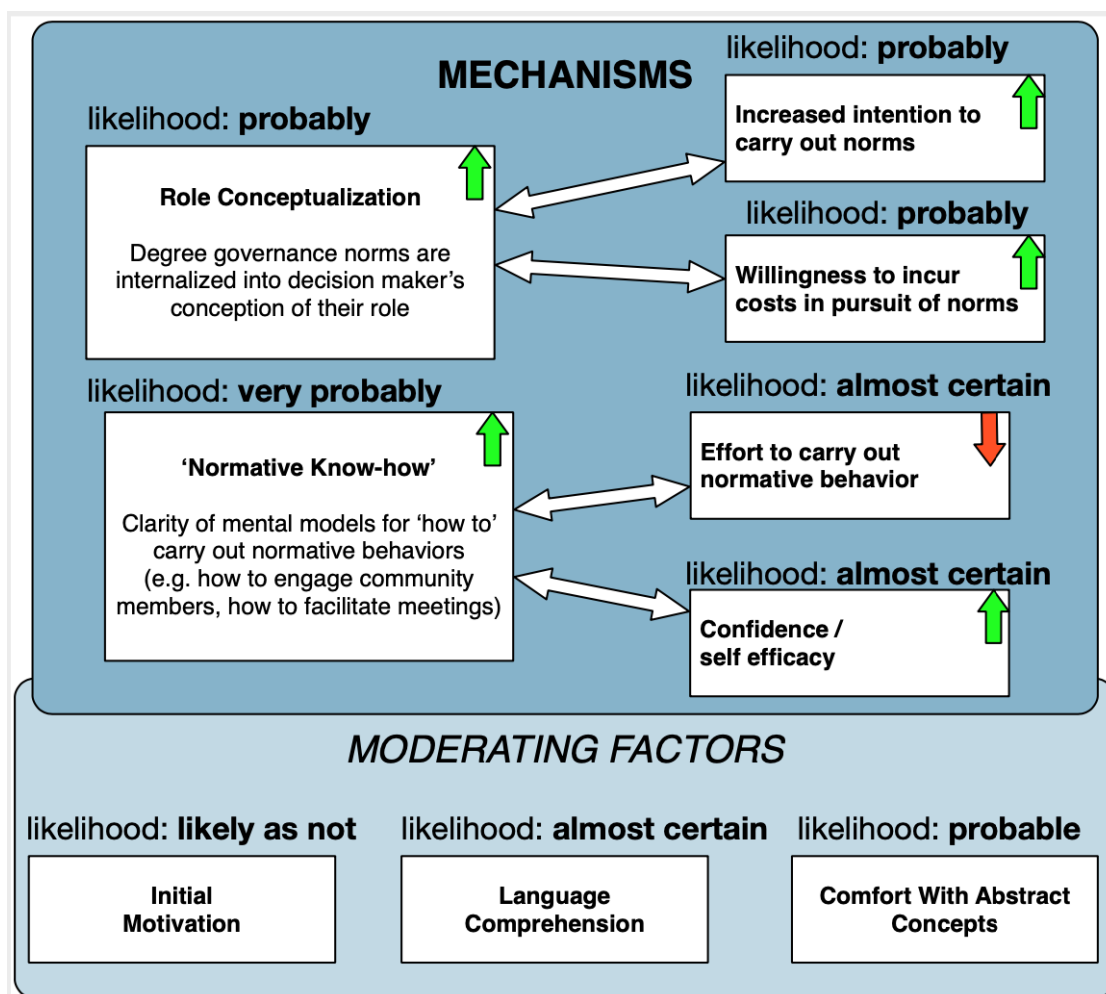 MECHANISMS
likelihood: probably
Role Conceptualization
Degree governance norms are
internalized into decision maker's
conception of their role
likelihood: probably
Increased intention to
carry out norms
likelihood: probably
Willingness to incur
costs in pursuit of norms
likelihood: very probably
‘Normative Know-how’
Clarity of mental models for ‘how to’
carry out normative behaviors
(e.g. how to engage community
members, how to facilitate meetings)
likelihood: almost certain
Effort to carry out
normative behavior
likelihood: almost certain
Confidence /
self efficacy
MODERATING FACTORS
likelihood: likely as not
Initial
Motivation
likelihood: almost certain
Language
Comprehension
likelihood: probable
Comfort With Abstract
Concepts